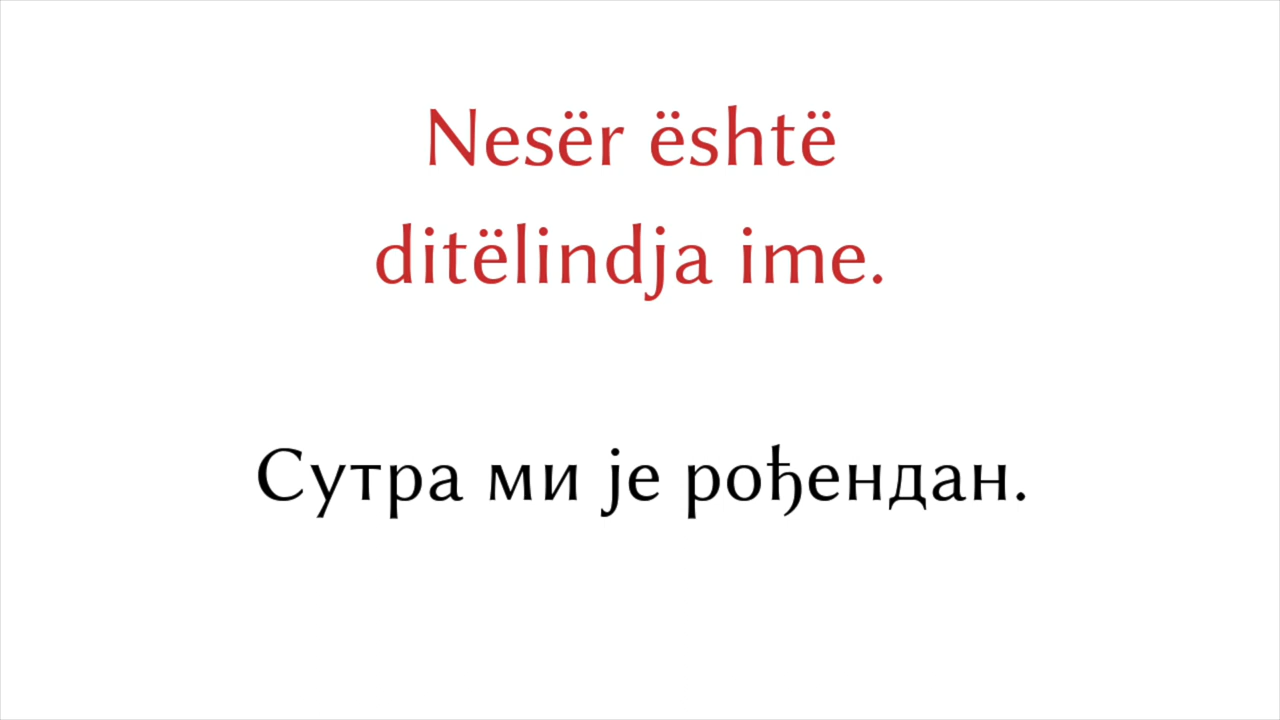 Nesër është
ditëlindja ime.
Сутра ми је рођендан.